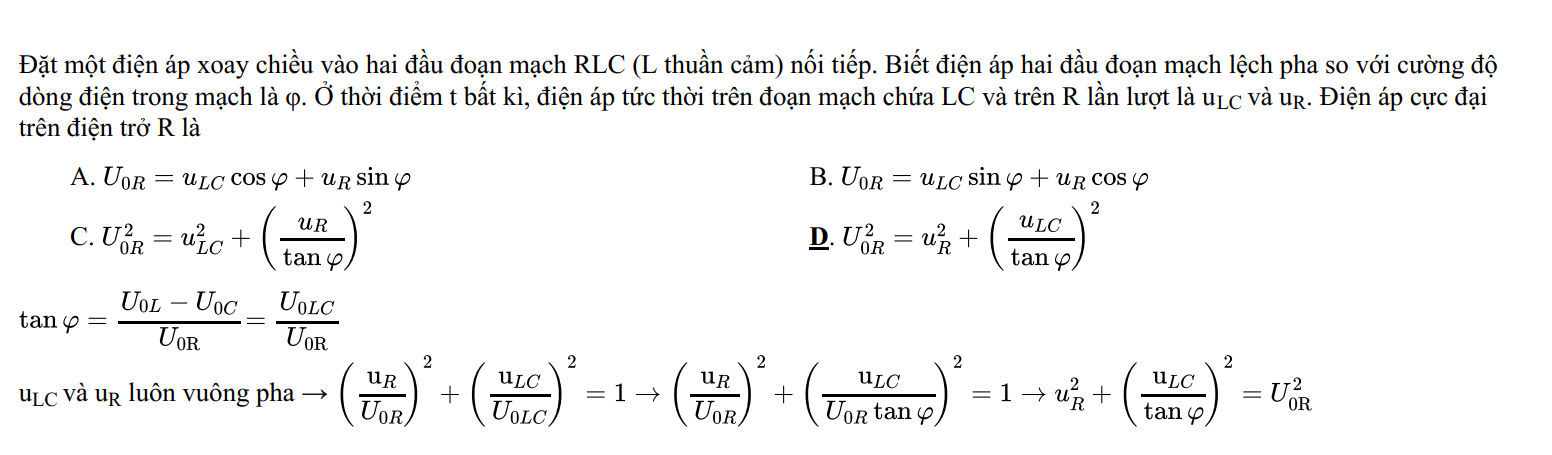 Đặt một điện áp xoay chiều vào hai đầu đoạn mạch RLC (L thuần cảm) nối tiếp. Biết điện áp hai đầu đoạn mạch lệch pha so với cường độ
dòng điện trong mạch là φ. Ở thời điểm t bất kì, điện áp tức thời trên đoạn mạch chứa LC và trên R lần lượt là u_{LC} và u_R. Điện áp cực đại
trên điện trở R là
A. $U_{0R} = u_{LC} \cos \varphi + u_R \sin \varphi$ B. $U_{0R} = u_{LC} \sin \varphi + u_R \cos \varphi$
C. $U_{0R}^2 = u_{LC}^2 + \left(\frac{u_R}{\tan \varphi}\right)^2$ D. $U_{0R}^2 = u_R^2 + \left(\frac{u_{LC}}{\tan \varphi}\right)^2$
$\tan \varphi = \frac{U_{0L} - U_{0C}}{U_{0R}} = \frac{U_{0LC}}{U_{0R}}$
u_{LC} và u_R luôn vuông pha → $\left(\frac{u_R}{U_{0R}}\right)^2 + \left(\frac{u_{LC}}{U_{0LC}}\right)^2 = 1 \to \left(\frac{u_R}{U_{0R}}\right)^2 + \left(\frac{u_{LC}}{U_{0R} \tan \varphi}\right)^2 = 1 \to u_R^2 + \left(\frac{u_{LC}}{\tan \varphi}\right)^2 = U_{0R}^2$